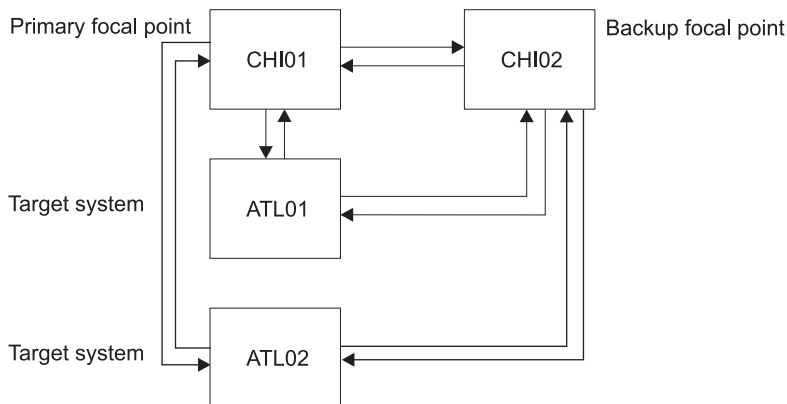 Primary focal point
CHI01
CHI02
Backup focal point
Target system
ATL01
Target system
ATL02